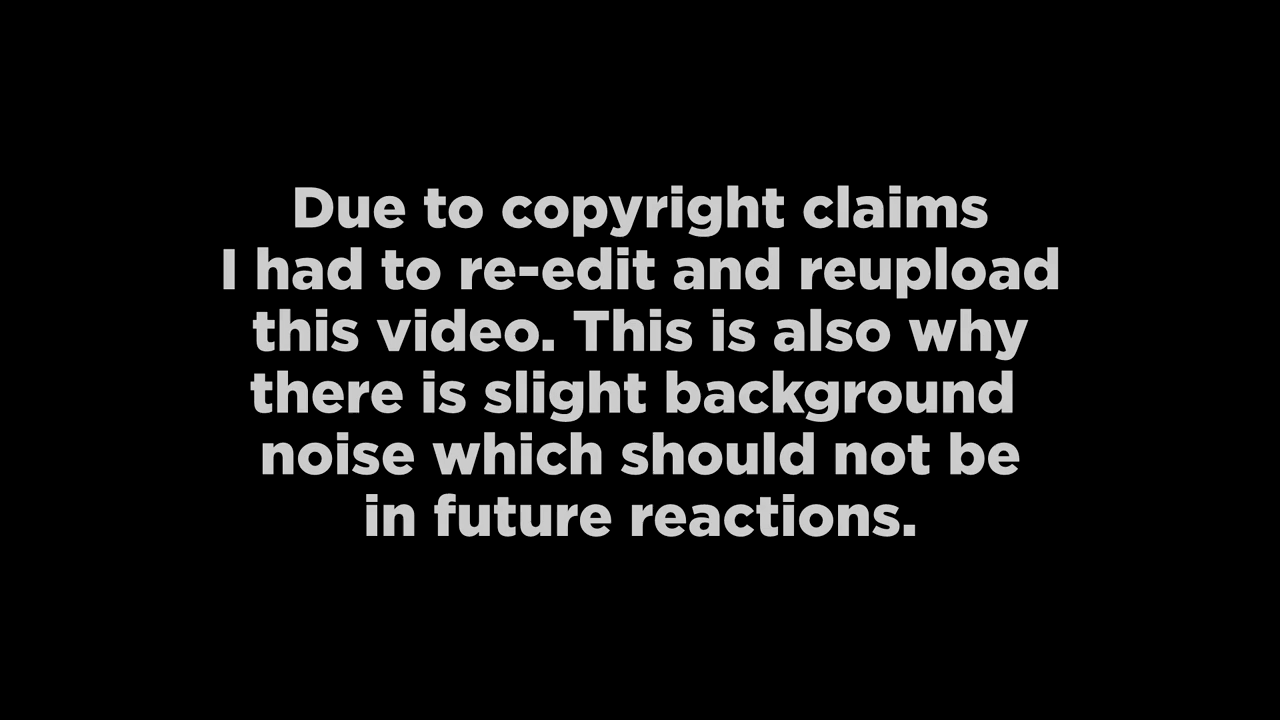 Due to copyright claims
I had to re-edit and reupload
this video. This is also why
there is slight background
noise which should not be
in future reactions.